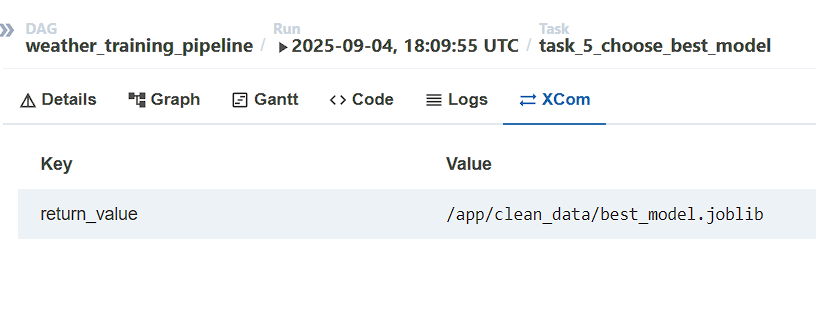 DAG Run Task
weather_training_pipeline / 2025-09-04, 18:09:55 UTC / task_5_choose_best_model
Details Graph Gantt Code Logs XCom
Key Value
return_value /app/clean_data/best_model.joblib